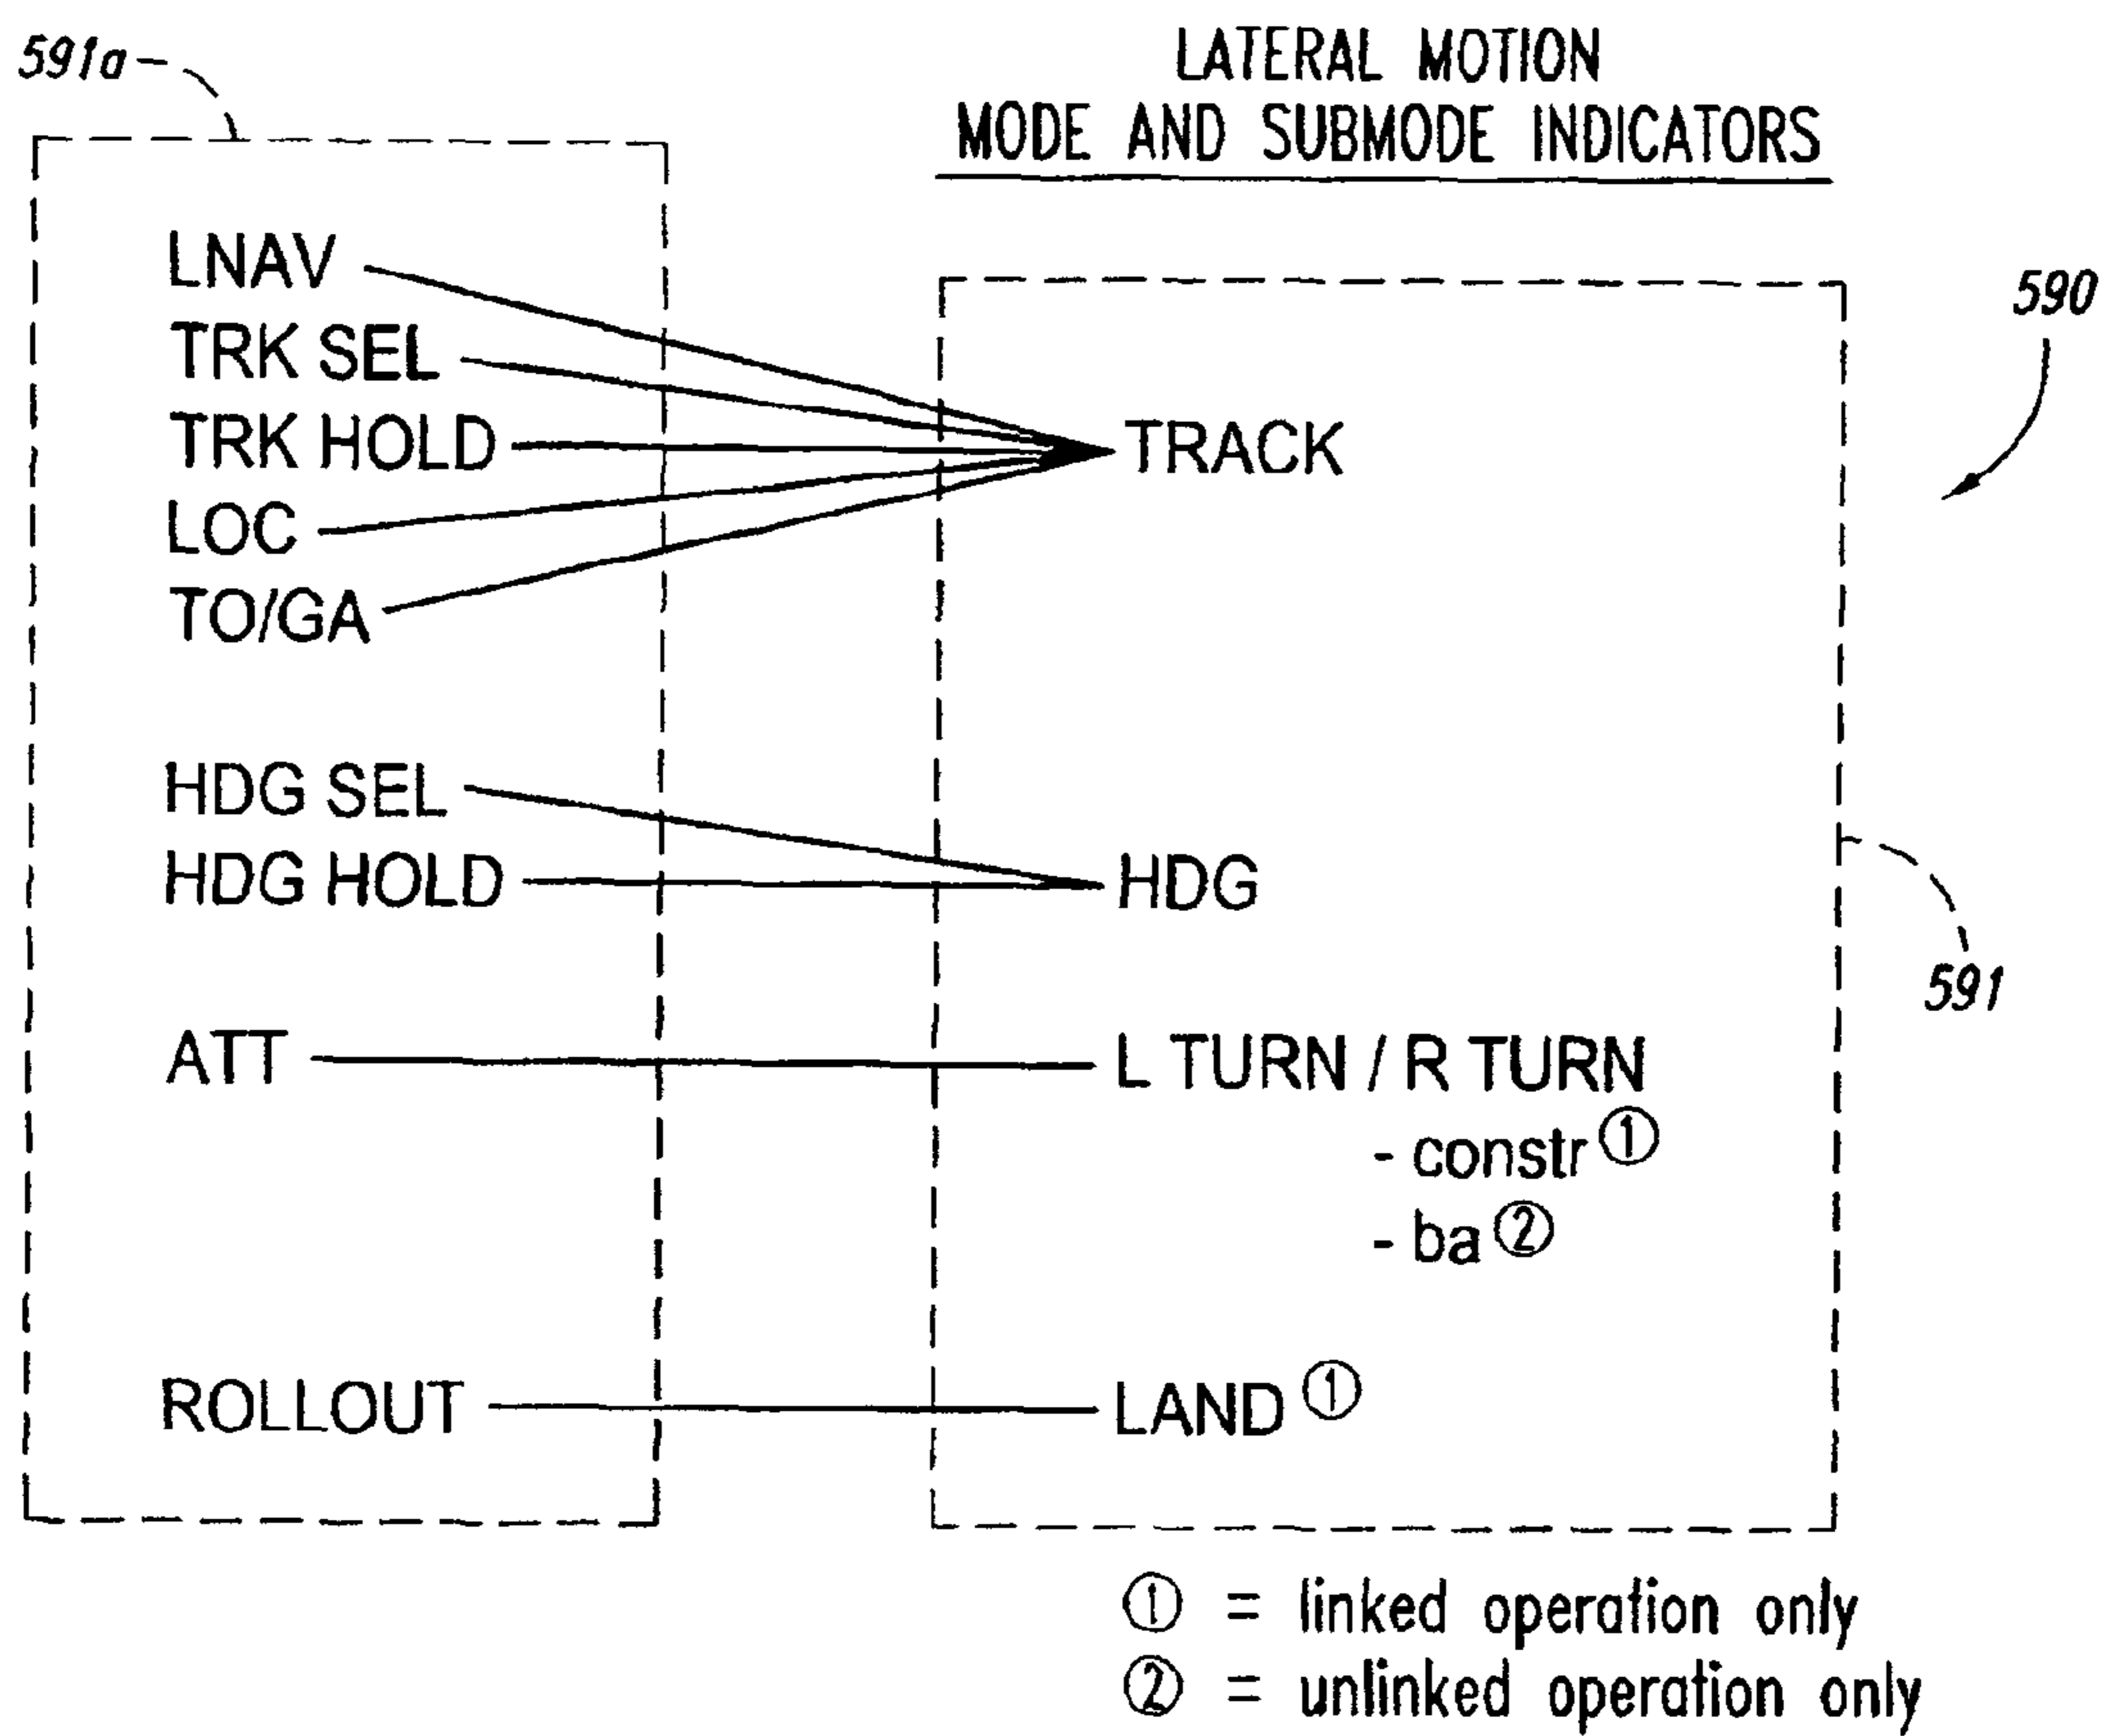 591a
LATERAL MOTION
MODE AND SUBMODE INDICATORS
LNAV
TRK SEL
TRK HOLD
LOC
TO/GA
TRACK
590
HDG SEL
HDG HOLD
HDG
591
ATT
L TURN / R TURN
- constr ①
- ba ②
ROLLOUT
LAND ①
① = linked operation only
② = unlinked operation only